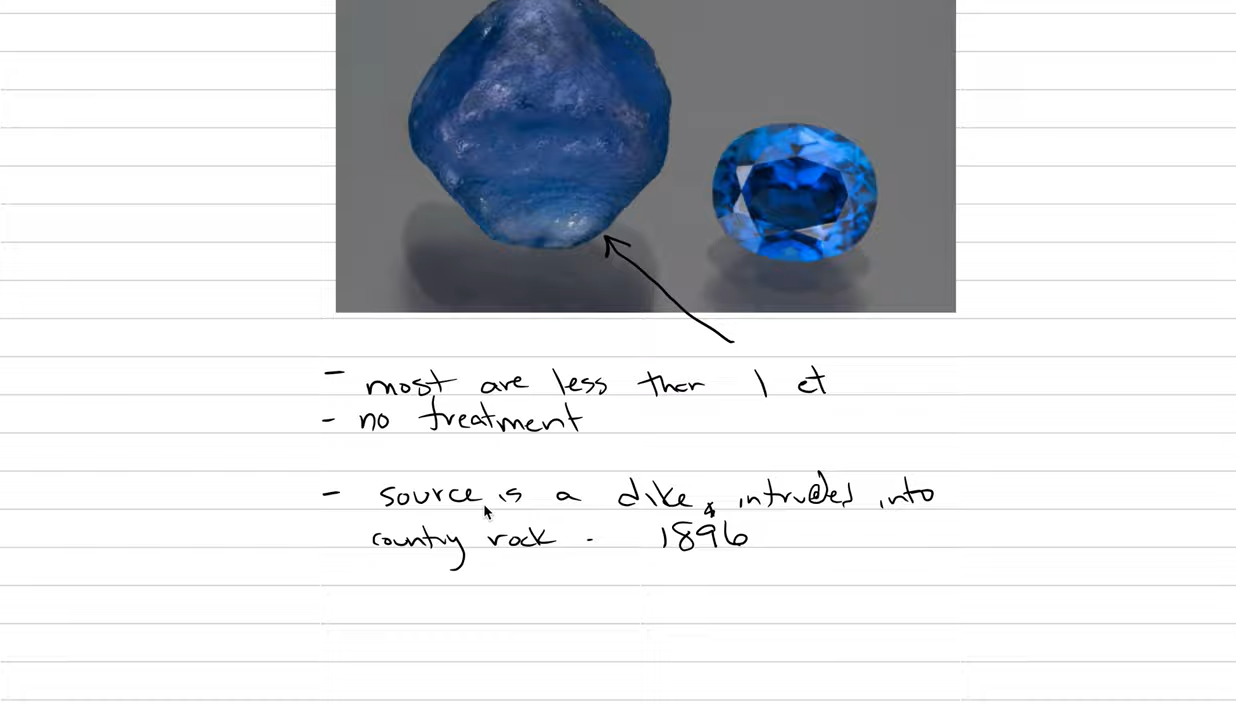 - most are less than 1 ct
- no treatment
- source is a dike intruded into
country rock - 1896